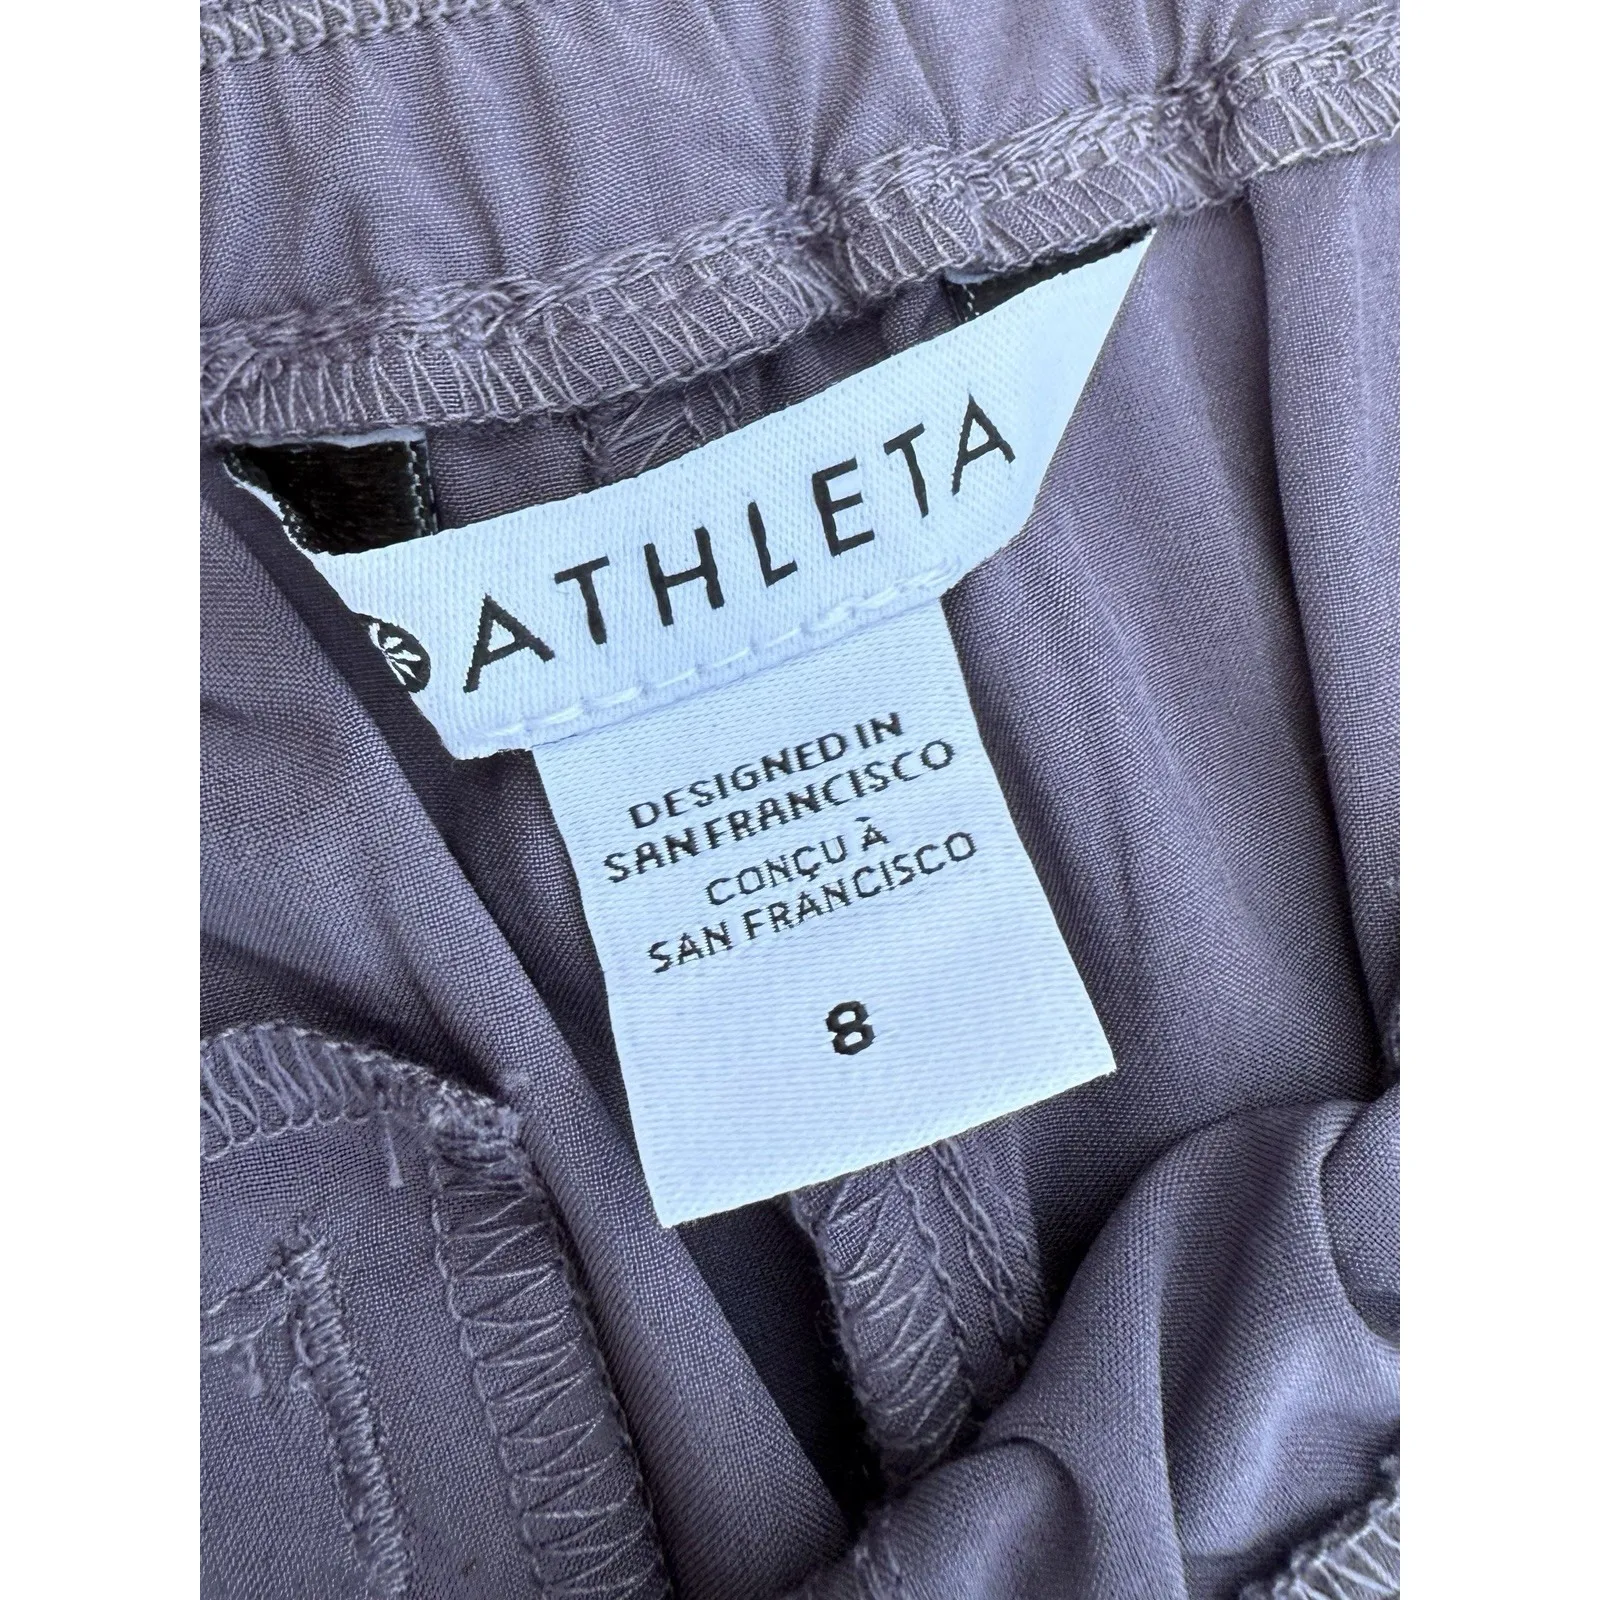 ATHLETA
DESIGNED IN
SAN FRANCISCO
CONÇU À
SAN FRANCISCO
8